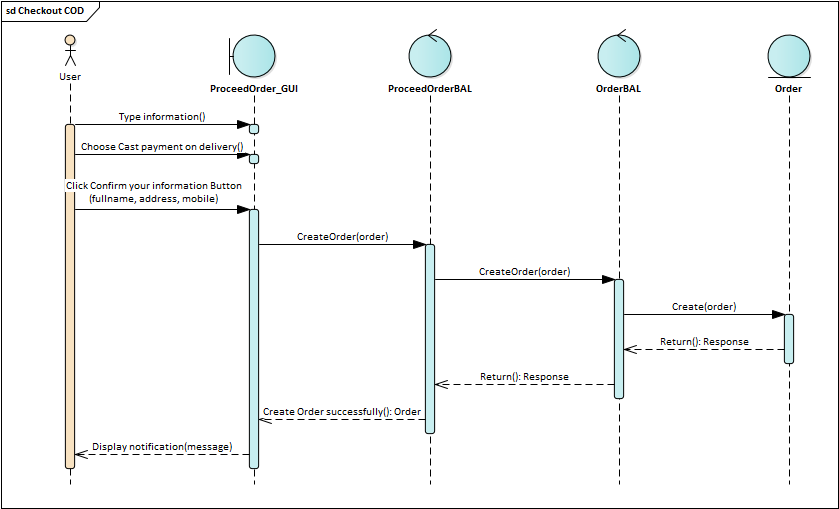 sd Checkout COD
User
ProceedOrder_GUI
ProceedOrderBAL
OrderBAL
Order
Type information()
Choose Cast payment on delivery()
Click Confirm your information Button
(fullname, address, mobile)
CreateOrder(order)
CreateOrder(order)
Create(order)
Return(): Response
Return(): Response
Create Order successfully(): Order
Display notification(message)